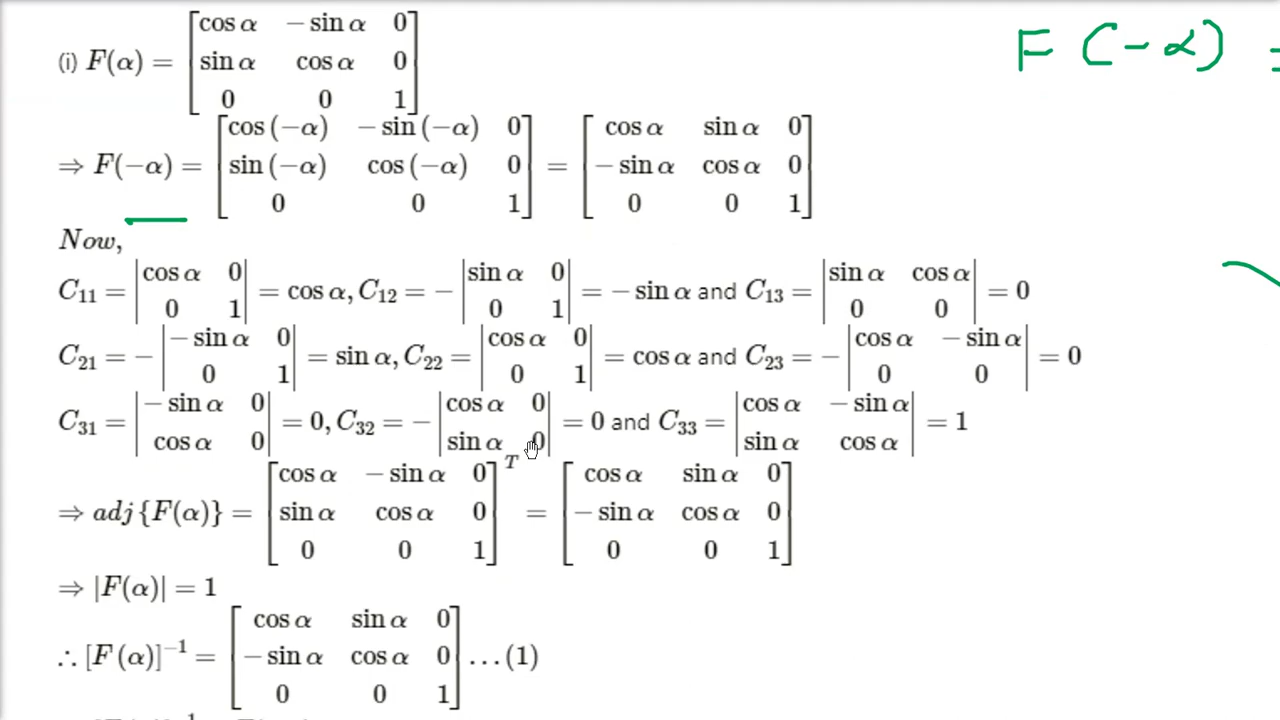 (i) F(α) = [cos α −sin α 0; sin α cos α 0; 0 0 1]
F (−α) =
⇒ F(−α) = [cos (−α) −sin (−α) 0; sin (−α) cos (−α) 0; 0 0 1] = [cos α sin α 0; −sin α cos α 0; 0 0 1]
Now,
C₁₁ = |cos α 0; 0 1| = cos α, C₁₂ = −|sin α 0; 0 1| = −sin α and C₁₃ = |sin α cos α; 0 0| = 0
C₂₁ = −|−sin α 0; 0 1| = sin α, C₂₂ = |cos α 0; 0 1| = cos α and C₂₃ = −|cos α −sin α; 0 0| = 0
C₃₁ = |−sin α 0; cos α 0| = 0, C₃₂ = −|cos α 0; sin α 0| = 0 and C₃₃ = |cos α −sin α; sin α cos α| = 1
⇒ adj {F(α)} = [cos α −sin α 0; sin α cos α 0; 0 0 1]ᵀ = [cos α sin α 0; −sin α cos α 0; 0 0 1]
⇒ |F(α)| = 1
∴ [F (α)]⁻¹ = [cos α sin α 0; −sin α cos α 0; 0 0 1] …(1)